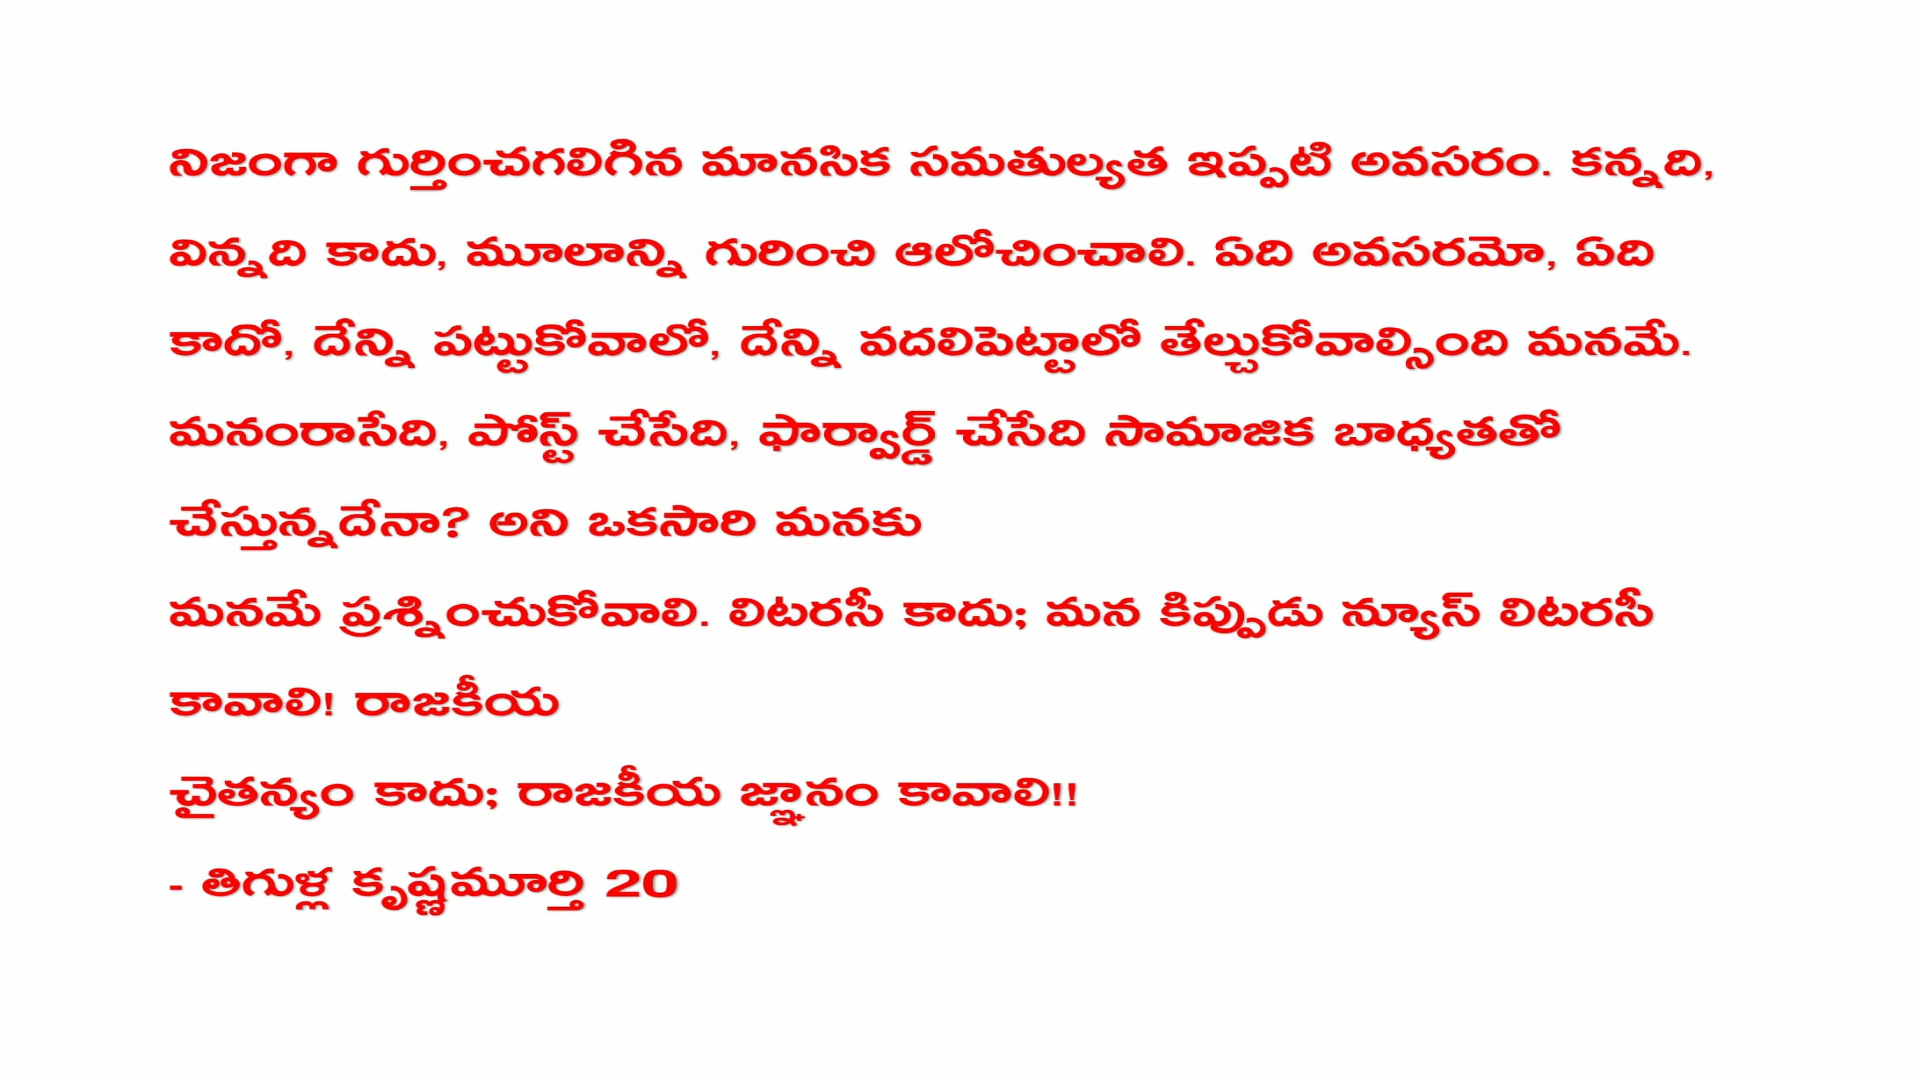 నిజంగా గుర్తించగలిగిన మానసిక సమతుల్యత ఇప్పటి అవసరం. కన్నది,
విన్నది కాదు, మూలాన్ని గురించి ఆలోచించాలి. ఏది అవసరమో, ఏది
కాదో, దేన్ని పట్టుకోవాలో, దేన్ని వదలిపెట్టాలో తేల్చుకోవాల్సింది మనమే.
మనంరాసేది, పోస్ట్ చేసేది, ఫార్వార్డ్ చేసేది సామాజిక బాధ్యతతో
చేస్తున్నదేనా? అని ఒకసారి మనకు
మనమే ప్రశ్నించుకోవాలి. లిటరసీ కాదు; మన కిప్పుడు న్యూస్ లిటరసీ
కావాలి! రాజకీయ
చైతన్యం కాదు; రాజకీయ జ్ఞానం కావాలి!!
- తిగుళ్ల కృష్ణమూర్తి 20